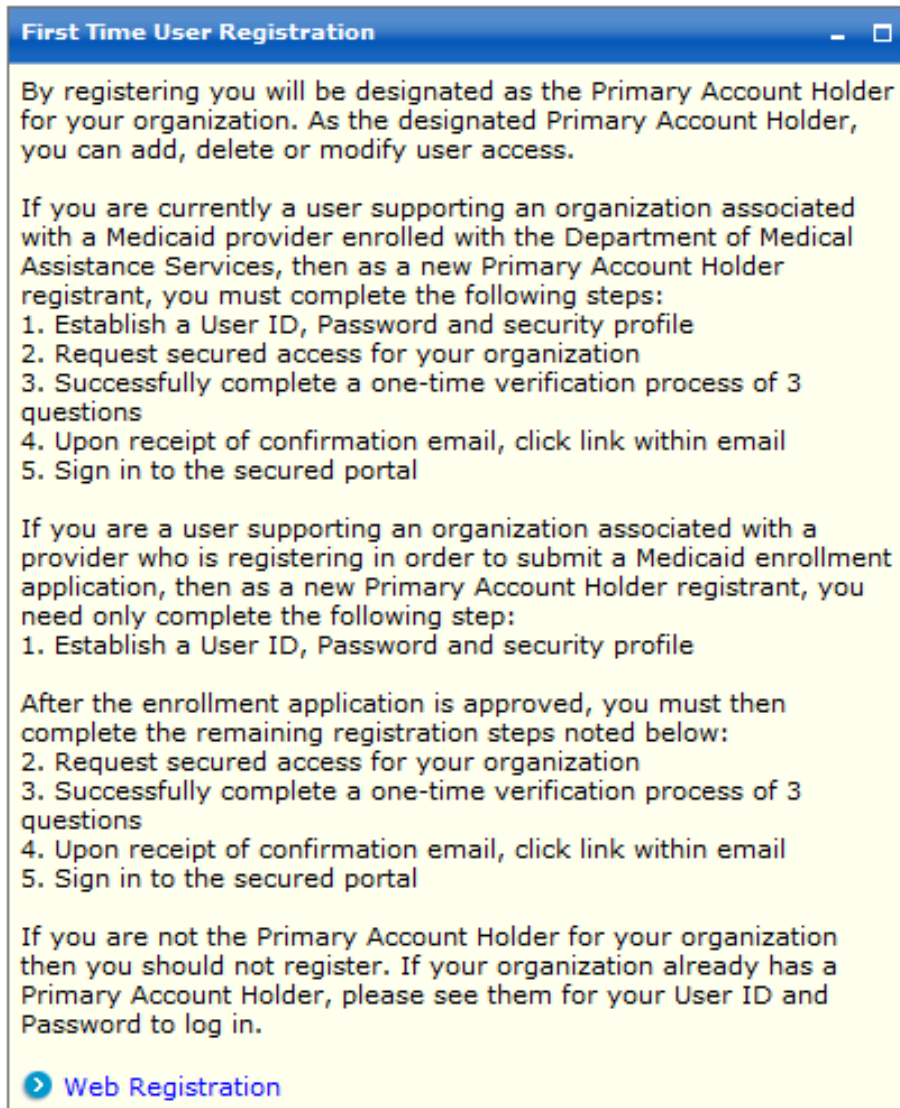 First Time User Registration
By registering you will be designated as the Primary Account Holder
for your organization. As the designated Primary Account Holder,
you can add, delete or modify user access.
If you are currently a user supporting an organization associated
with a Medicaid provider enrolled with the Department of Medical
Assistance Services, then as a new Primary Account Holder
registrant, you must complete the following steps:
1. Establish a User ID, Password and security profile
2. Request secured access for your organization
3. Successfully complete a one-time verification process of 3
questions
4. Upon receipt of confirmation email, click link within email
5. Sign in to the secured portal
If you are a user supporting an organization associated with a
provider who is registering in order to submit a Medicaid enrollment
application, then as a new Primary Account Holder registrant, you
need only complete the following step:
1. Establish a User ID, Password and security profile
After the enrollment application is approved, you must then
complete the remaining registration steps noted below:
2. Request secured access for your organization
3. Successfully complete a one-time verification process of 3
questions
4. Upon receipt of confirmation email, click link within email
5. Sign in to the secured portal
If you are not the Primary Account Holder for your organization
then you should not register. If your organization already has a
Primary Account Holder, please see them for your User ID and
Password to log in.
Web Registration